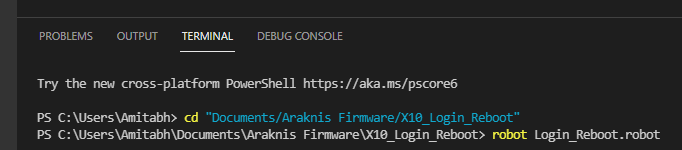 PROBLEMS OUTPUT TERMINAL DEBUG CONSOLE
Try the new cross-platform PowerShell https://aka.ms/pscore6
PS C:\Users\Amitabh> cd "Documents/Araknis Firmware/X10_Login_Reboot"
PS C:\Users\Amitabh\Documents\Araknis Firmware\X10_Login_Reboot> robot Login_Reboot.robot